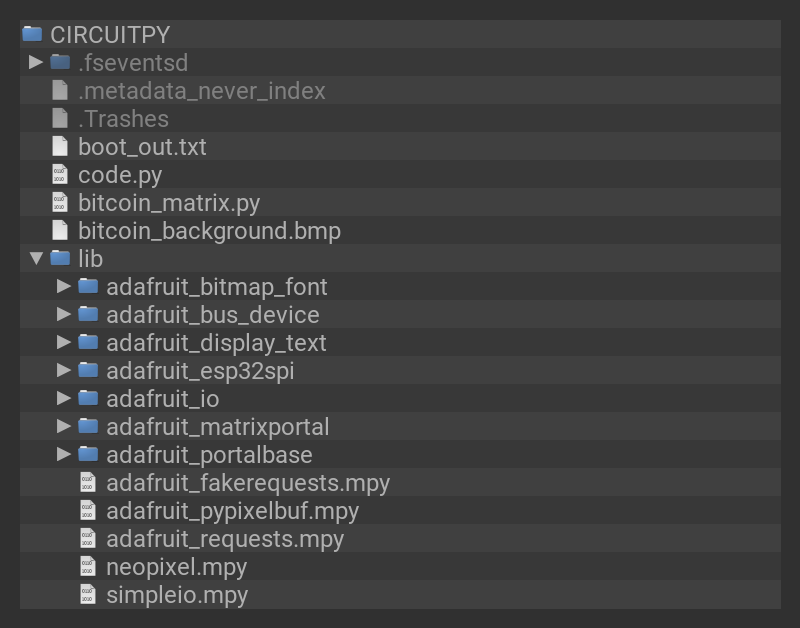 CIRCUITPY
.fseventsd
.metadata_never_index
.Trashes
boot_out.txt
code.py
bitcoin_matrix.py
bitcoin_background.bmp
lib
adafruit_bitmap_font
adafruit_bus_device
adafruit_display_text
adafruit_esp32spi
adafruit_io
adafruit_matrixportal
adafruit_portalbase
adafruit_fakerequests.mpy
adafruit_pypixelbuf.mpy
adafruit_requests.mpy
neopixel.mpy
simpleio.mpy